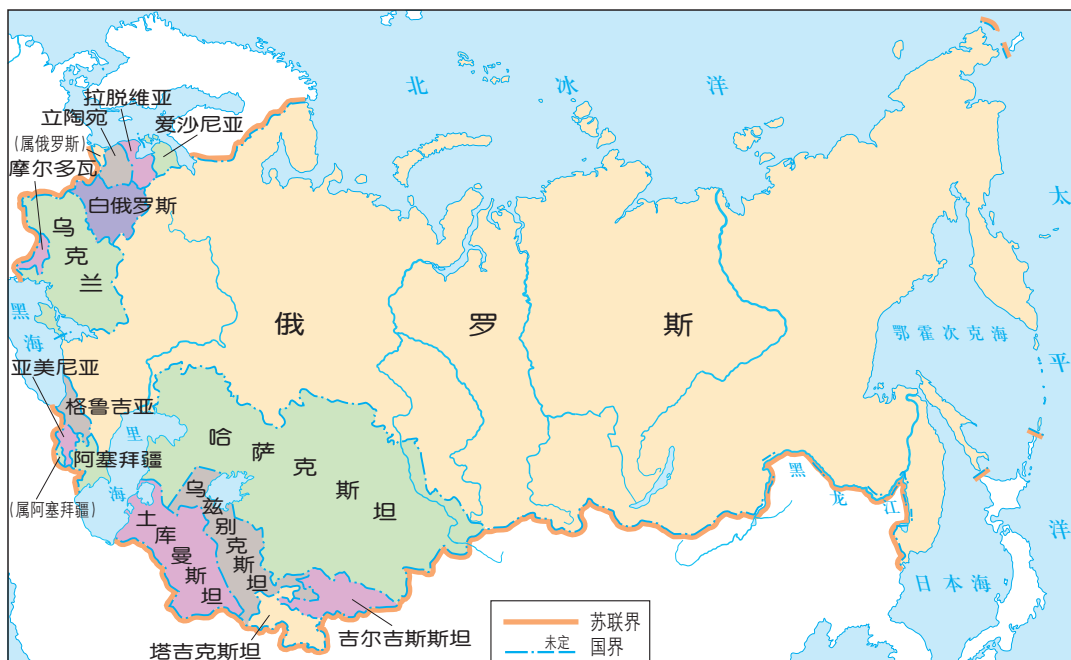 北冰洋
拉脱维亚
立陶宛
爱沙尼亚
(属俄罗斯)
摩尔多瓦
白俄罗斯
乌克兰
太平洋
俄罗斯
黑海
鄂霍次克海
亚美尼亚
格鲁吉亚
里海
阿塞拜疆
(属阿塞拜疆)
哈萨克斯坦
乌兹别克斯坦
土库曼斯坦
黑龙江
日本海
塔吉克斯坦
吉尔吉斯斯坦
苏联界
未定
国界